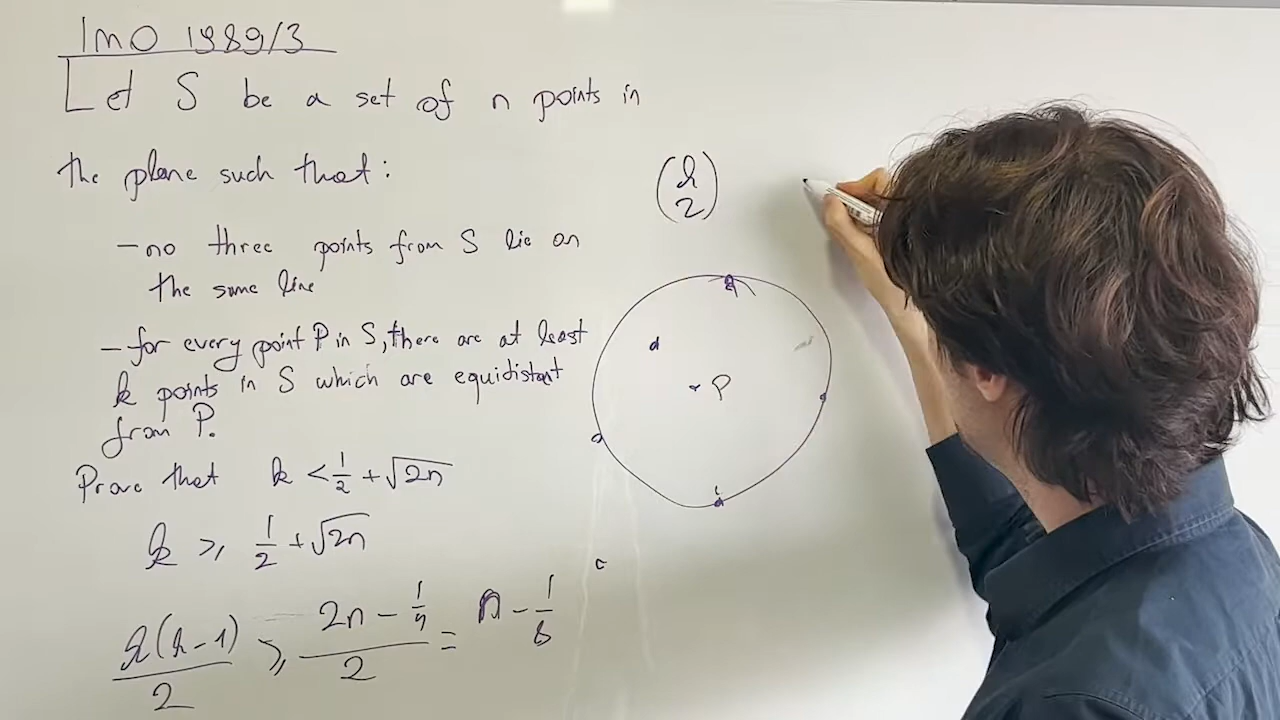 IMO 1989/3
Let S be a set of n points in
the plane such that:
– no three points from S lie on
the same line
– for every point P in S, there are at least
k points in S which are equidistant
from P.
Prove that k < 1/2 + √2n
k ≥ 1/2 + √2n
k(k-1)/2 ≥ (2n - 1/4)/2 = n - 1/8
(k 2)
P